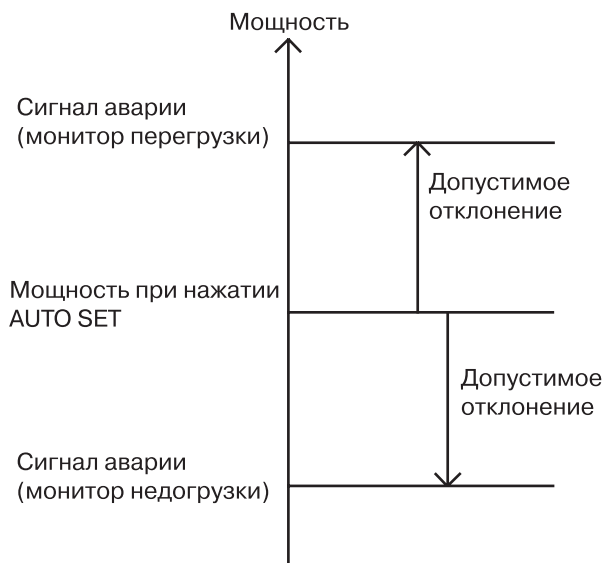 Мощность
Сигнал аварии
(монитор перегрузки)
Допустимое
отклонение
Мощность при нажатии
AUTO SET
Допустимое
отклонение
Сигнал аварии
(монитор недогрузки)